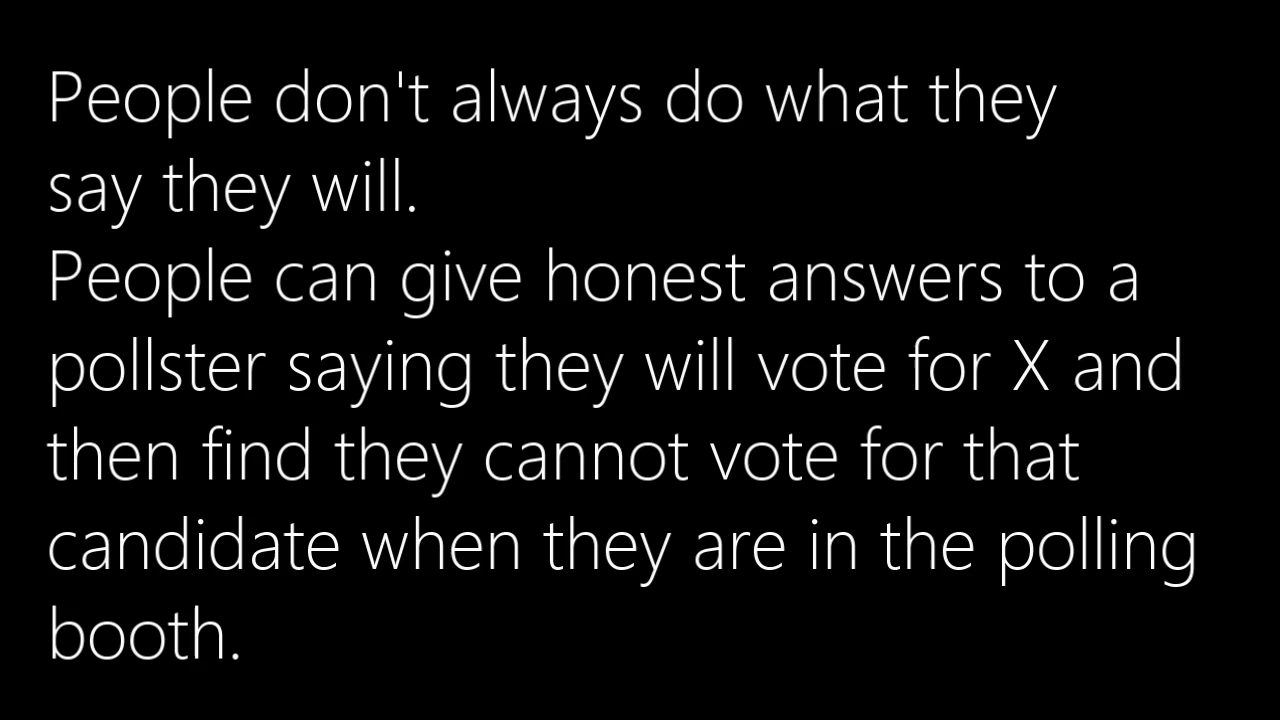 People don't always do what they
say they will.
People can give honest answers to a
pollster saying they will vote for X and
then find they cannot vote for that
candidate when they are in the polling
booth.